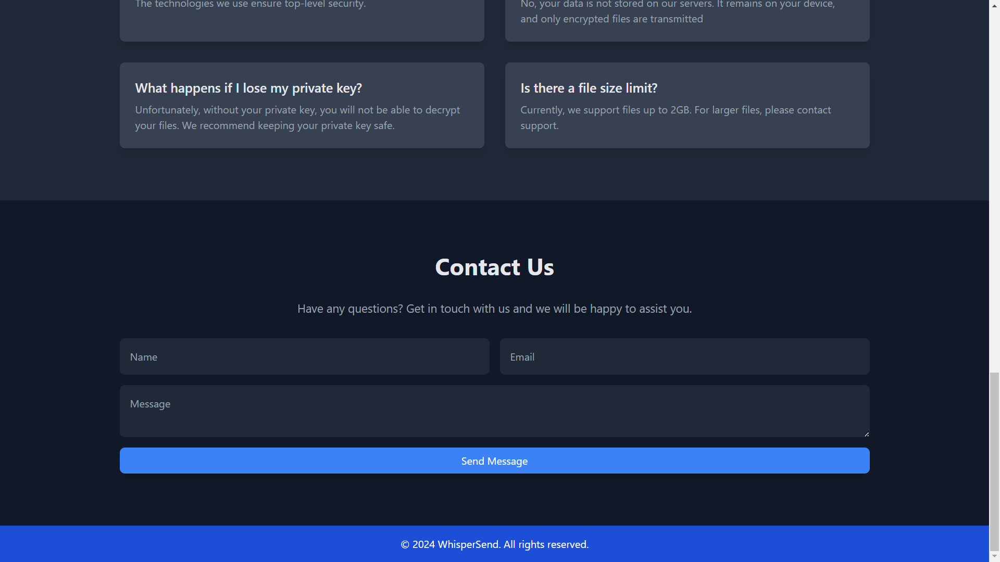 The technologies we use ensure top-level security.
No, your data is not stored on our servers. It remains on your device,
and only encrypted files are transmitted
What happens if I lose my private key?
Unfortunately, without your private key, you will not be able to decrypt
your files. We recommend keeping your private key safe.
Is there a file size limit?
Currently, we support files up to 2GB. For larger files, please contact
support.
Contact Us
Have any questions? Get in touch with us and we will be happy to assist you.
Name
Email
Message
Send Message
© 2024 WhisperSend. All rights reserved.